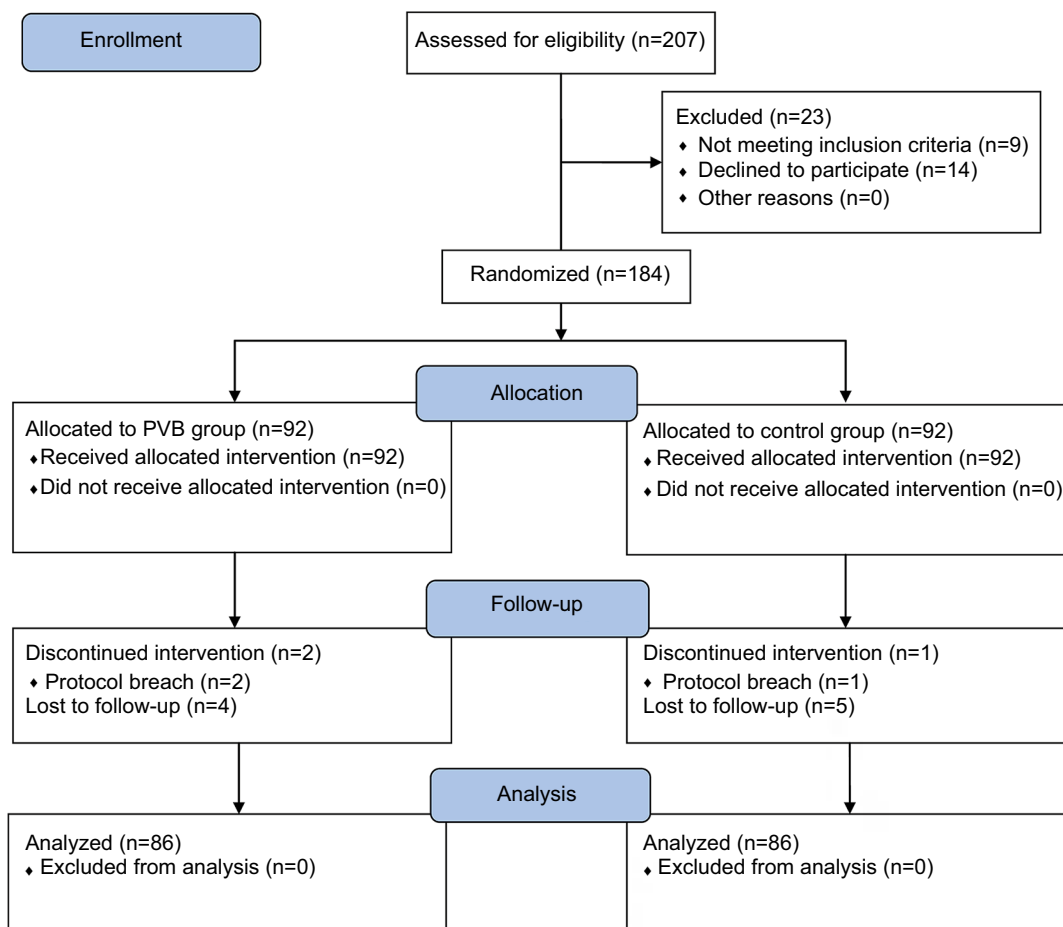 Enrollment
Assessed for eligibility (n=207)
Excluded (n=23)
♦ Not meeting inclusion criteria (n=9)
♦ Declined to participate (n=14)
♦ Other reasons (n=0)
Randomized (n=184)
Allocation
Allocated to PVB group (n=92)
♦Received allocated intervention (n=92)
♦Did not receive allocated intervention (n=0)
Allocated to control group (n=92)
♦ Received allocated intervention (n=92)
♦ Did not receive allocated intervention (n=0)
Follow-up
Discontinued intervention (n=2)
♦ Protocol breach (n=2)
Lost to follow-up (n=4)
Discontinued intervention (n=1)
♦ Protocol breach (n=1)
Lost to follow-up (n=5)
Analysis
Analyzed (n=86)
♦ Excluded from analysis (n=0)
Analyzed (n=86)
♦ Excluded from analysis (n=0)